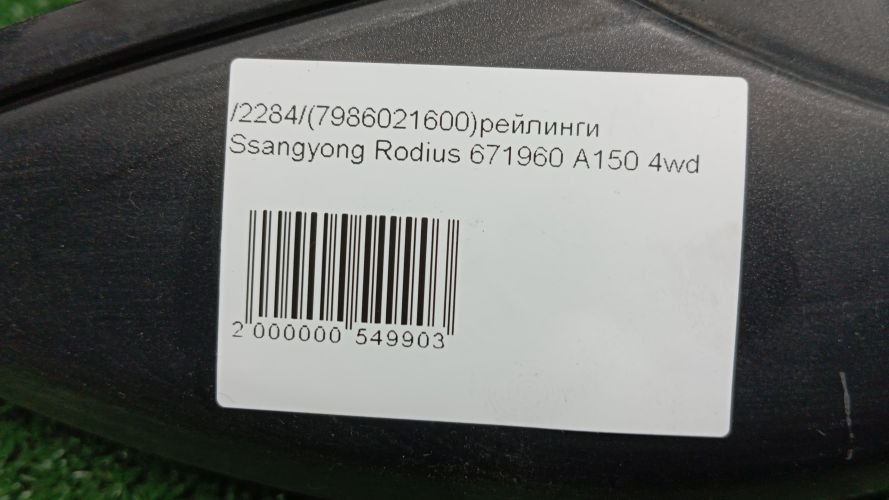 /2284/(7986021600)рейлинги
Ssangyong Rodius 671960 A150 4wd
2 000000 549903